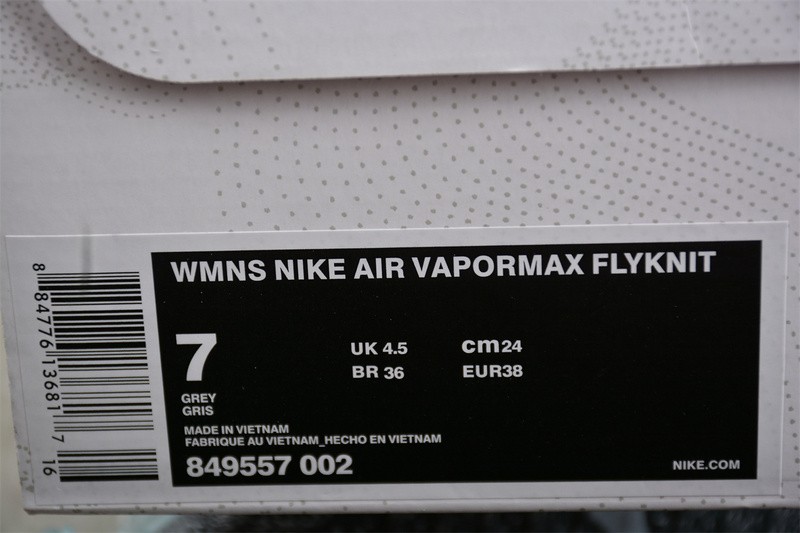 WMNS NIKE AIR VAPORMAX FLYKNIT
7
UK 4.5 cm24
BR 36 EUR38
GREY
GRIS
MADE IN VIETNAM
FABRIQUE AU VIETNAM_HECHO EN VIETNAM
849557 002
NIKE.COM
8 84776 13681 7
16